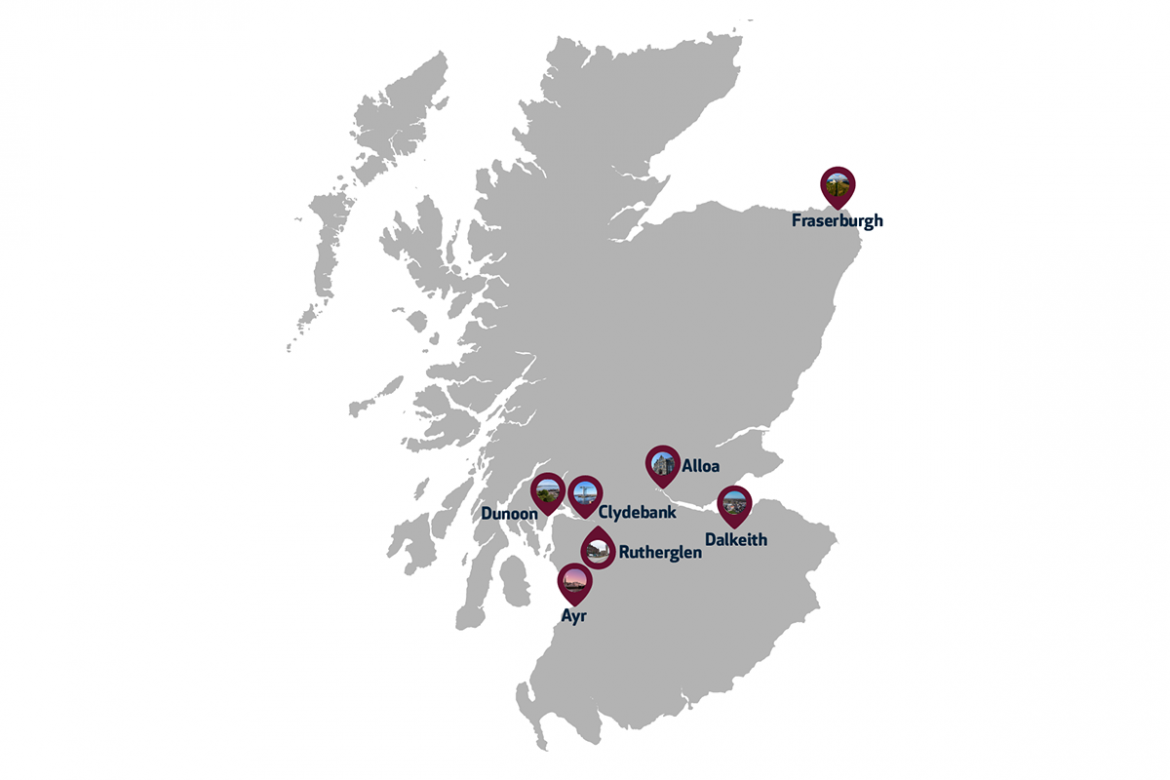 Fraserburgh
Alloa
Dunoon
Clydebank
Dalkeith
Rutherglen
Ayr